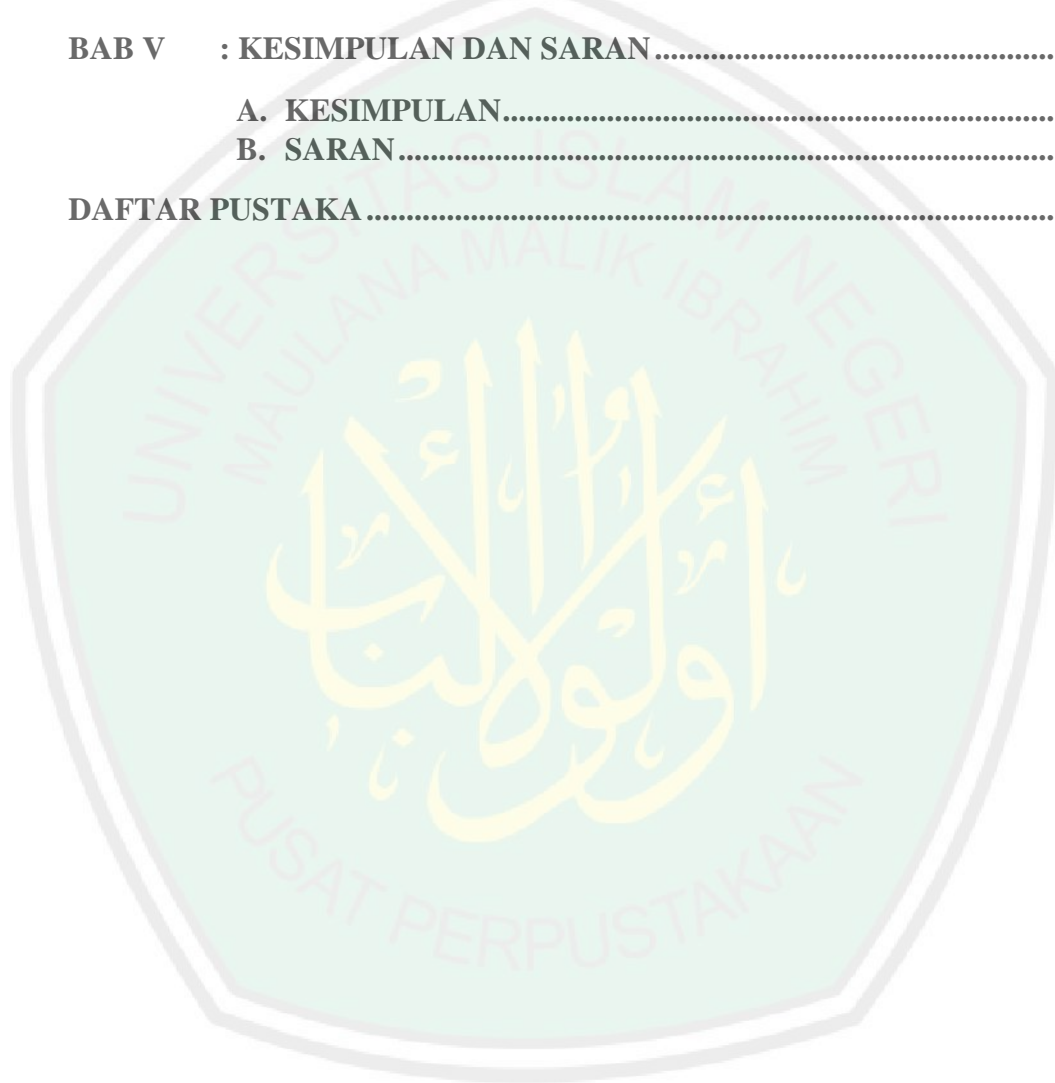 BAB V : KESIMPULAN DAN SARAN................................................
A. KESIMPULAN....................................................................
B. SARAN.................................................................................
DAFTAR PUSTAKA.....................................................................................
UNIVERSITAS ISLAM NEGERI
MAULANA MALIK IBRAHIM
أولو الألباب
PUSAT PERPUSTAKAAN